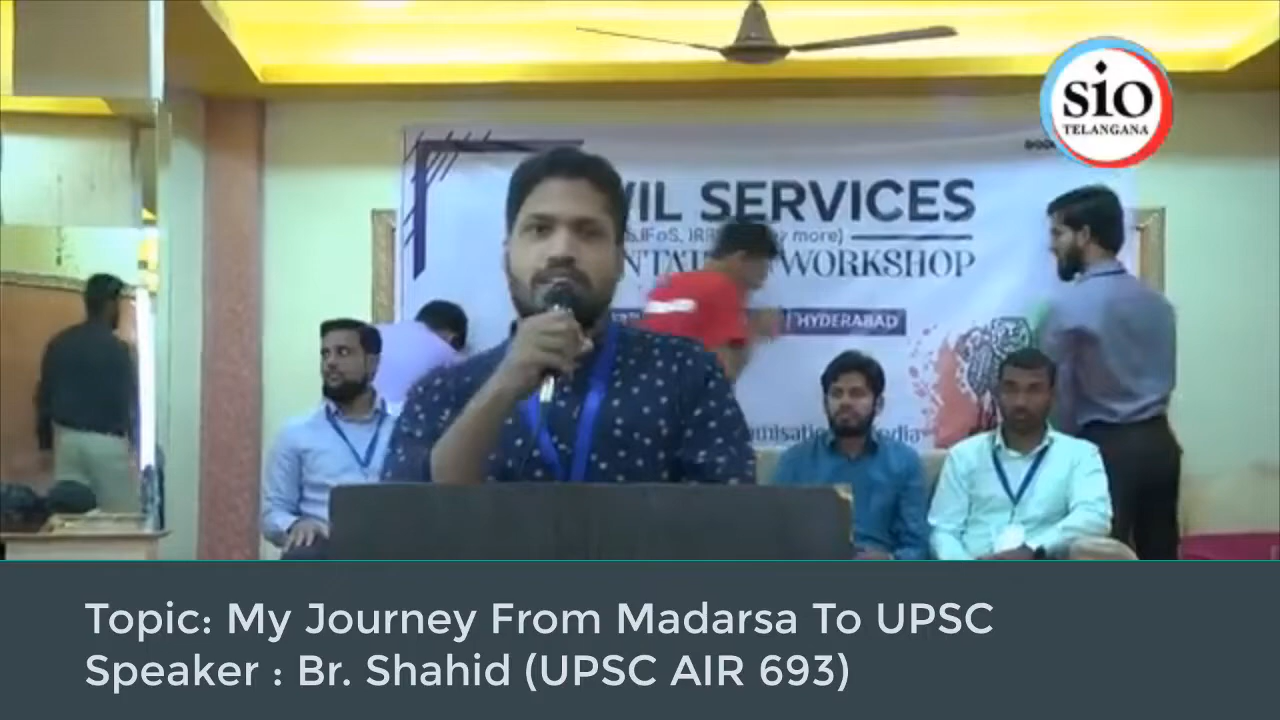 SIO
TELANGANA
VIL SERVICES
more)
WORKSHOP
HYDERABAD
Topic: My Journey From Madarsa To UPSC
Speaker : Br. Shahid (UPSC AIR 693)